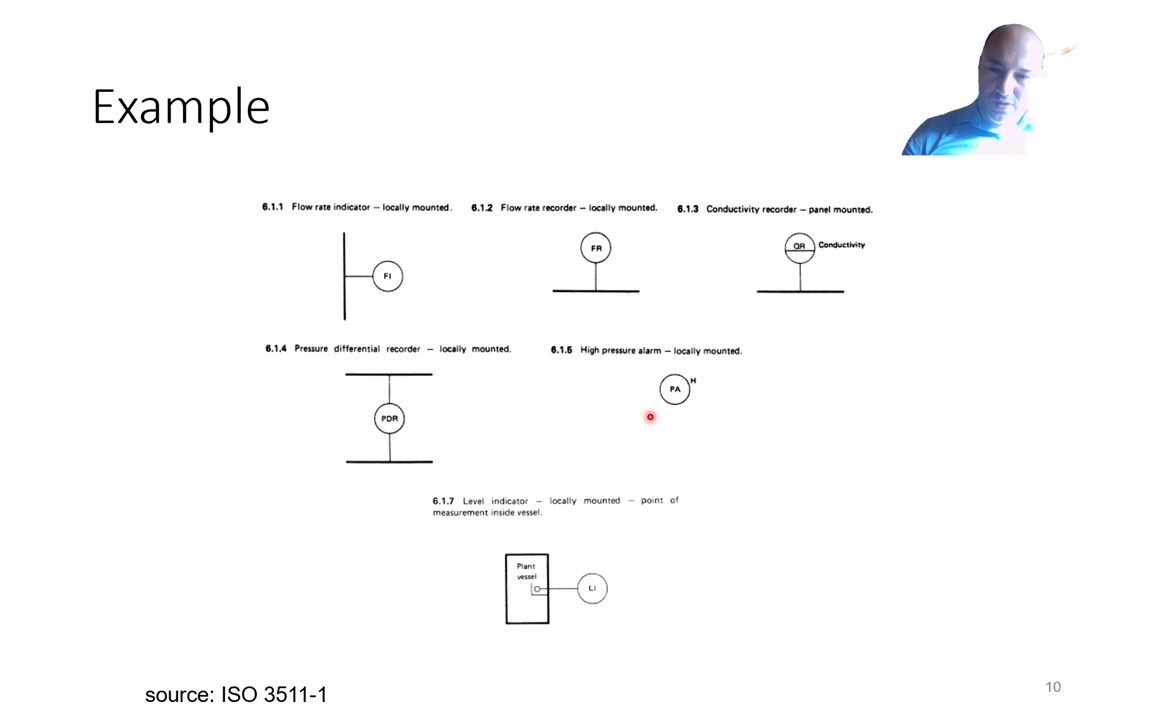 Example
6.1.1 Flow rate indicator – locally mounted.
6.1.2 Flow rate recorder – locally mounted.
6.1.3 Conductivity recorder – panel mounted.
FI
FR
QR Conductivity
6.1.4 Pressure differential recorder – locally mounted.
6.1.5 High pressure alarm – locally mounted.
PDR
PA H
6.1.7 Level indicator – locally mounted – point of
measurement inside vessel.
Plant
vessel
LI
source: ISO 3511-1
10